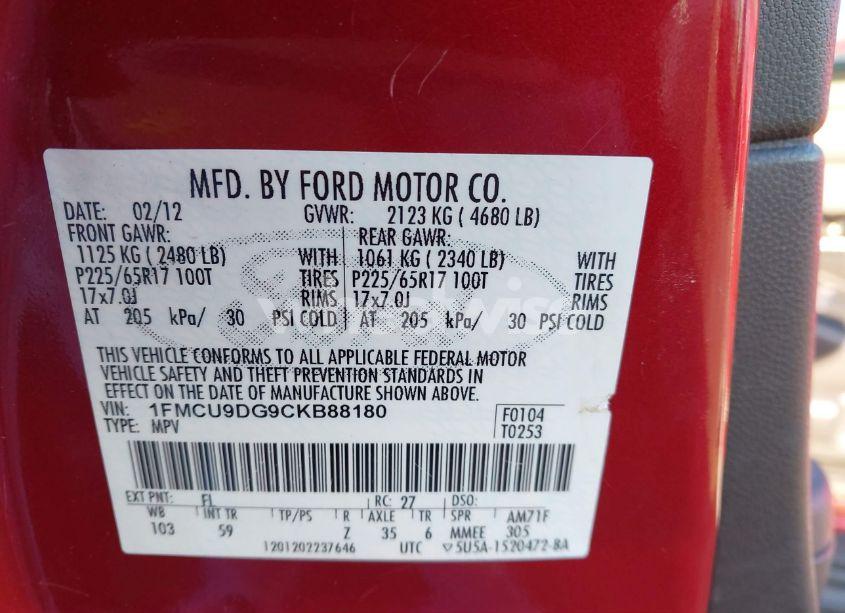 MFD. BY FORD MOTOR CO.
DATE: 02/12 GVWR: 2123 KG ( 4680 LB)
FRONT GAWR: REAR GAWR:
1125 KG ( 2480 LB) WITH 1061 KG ( 2340 LB) WITH
P225/65R17 100T TIRES P225/65R17 100T TIRES
17x7.0J RIMS 17x7.0J RIMS
AT 205 kPa/ 30 PSI COLD AT 205 kPa/ 30 PSI COLD
THIS VEHICLE CONFORMS TO ALL APPLICABLE FEDERAL MOTOR
VEHICLE SAFETY AND THEFT PREVENTION STANDARDS IN
EFFECT ON THE DATE OF MANUFACTURE SHOWN ABOVE.
VIN: 1FMCU9DG9CKB88180 F0104
TYPE: MPV T0253
EXT PNT: FL RC: 27 DSO:
WB INT TR TP/PS R AXLE TR SPR AM71F
103 59 Z 35 6 MMEE 305
1201202237646 UTC ▽ 5U5A-1520472-BA